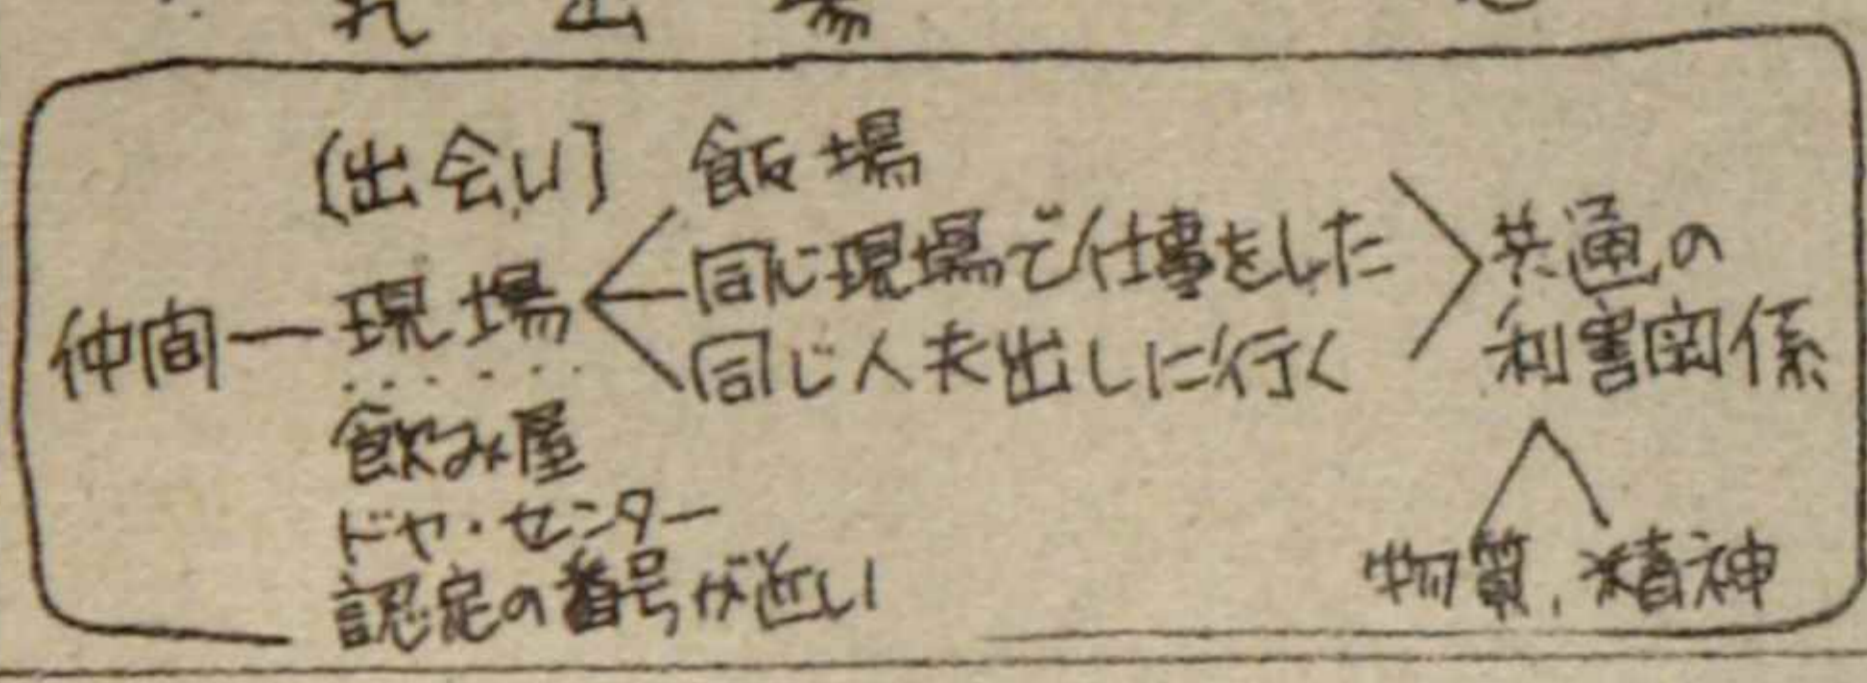 〔出会い〕 飯場
同じ現場で仕事をした
仲間 — 現場
同じ人夫出しに行く
共通の
利害関係
飲み屋
ドヤ・センター
認定の番号が近い
物質、精神